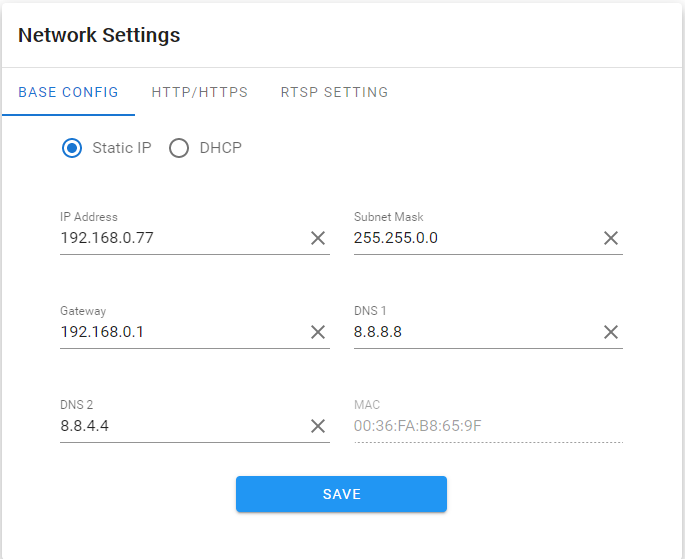 Network Settings
BASE CONFIG HTTP/HTTPS RTSP SETTING
Static IP DHCP
IP Address Subnet Mask
192.168.0.77 255.255.0.0
Gateway DNS 1
192.168.0.1 8.8.8.8
DNS 2 MAC
8.8.4.4 00:36:FA:B8:65:9F
SAVE